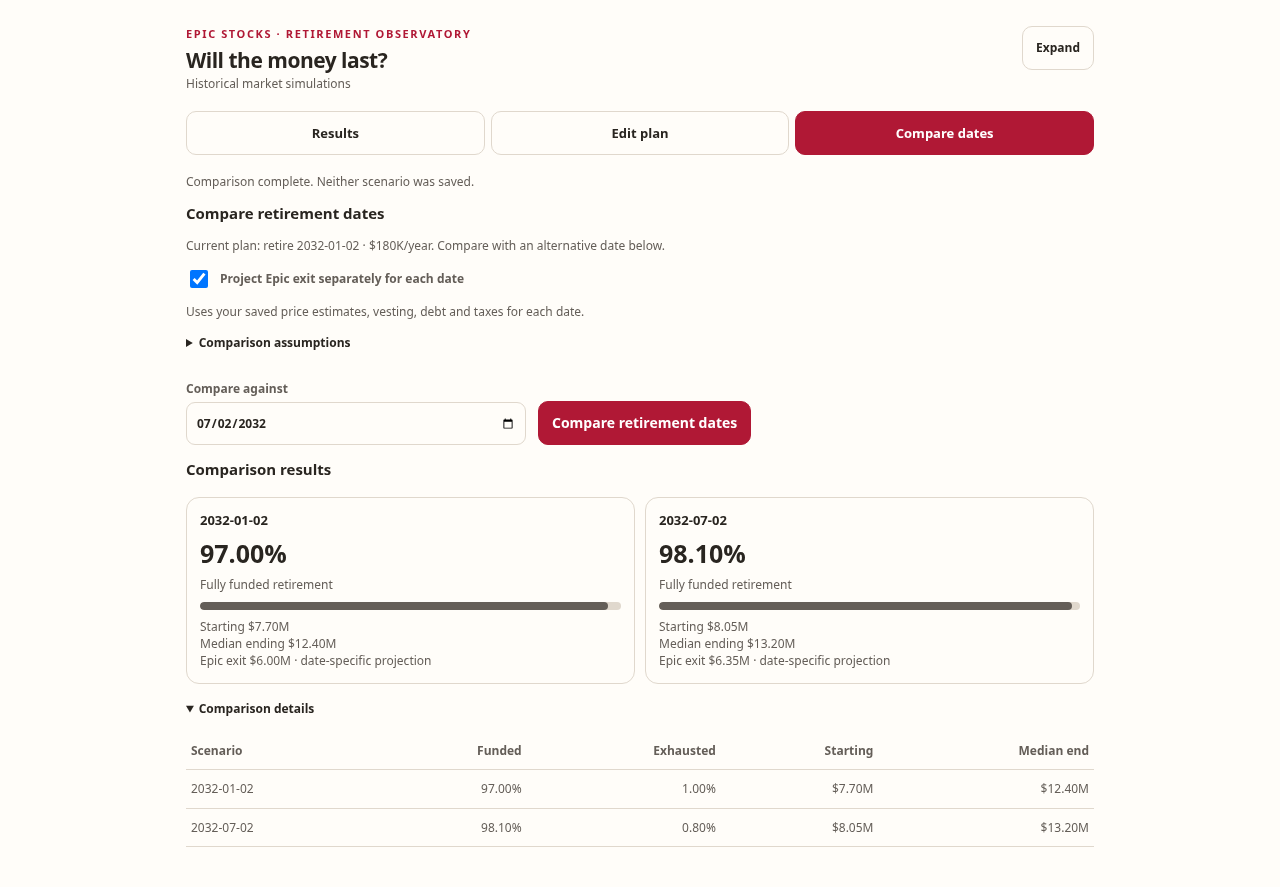 EPIC STOCKS · RETIREMENT OBSERVATORY
Will the money last?
Historical market simulations
Expand
Results
Edit plan
Compare dates
Comparison complete. Neither scenario was saved.
Compare retirement dates
Current plan: retire 2032-01-02 · $180K/year. Compare with an alternative date below.
Project Epic exit separately for each date
Uses your saved price estimates, vesting, debt and taxes for each date.
Comparison assumptions
Compare against
07/02/2032
Compare retirement dates
Comparison results
2032-01-02
97.00%
Fully funded retirement
Starting $7.70M
Median ending $12.40M
Epic exit $6.00M · date-specific projection
2032-07-02
98.10%
Fully funded retirement
Starting $8.05M
Median ending $13.20M
Epic exit $6.35M · date-specific projection
Comparison details
Scenario Funded Exhausted Starting Median end
2032-01-02 97.00% 1.00% $7.70M $12.40M
2032-07-02 98.10% 0.80% $8.05M $13.20M